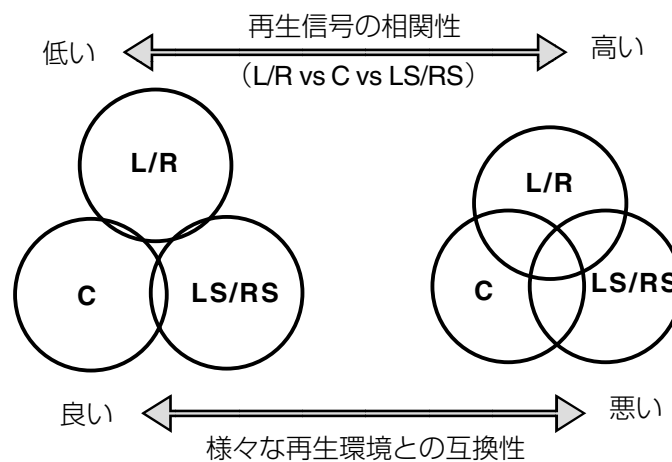 再生信号の相関性
低い
高い
(L/R vs C vs LS/RS)
L/R
C
LS/RS
L/R
C
LS/RS
良い
悪い
様々な再生環境との互換性